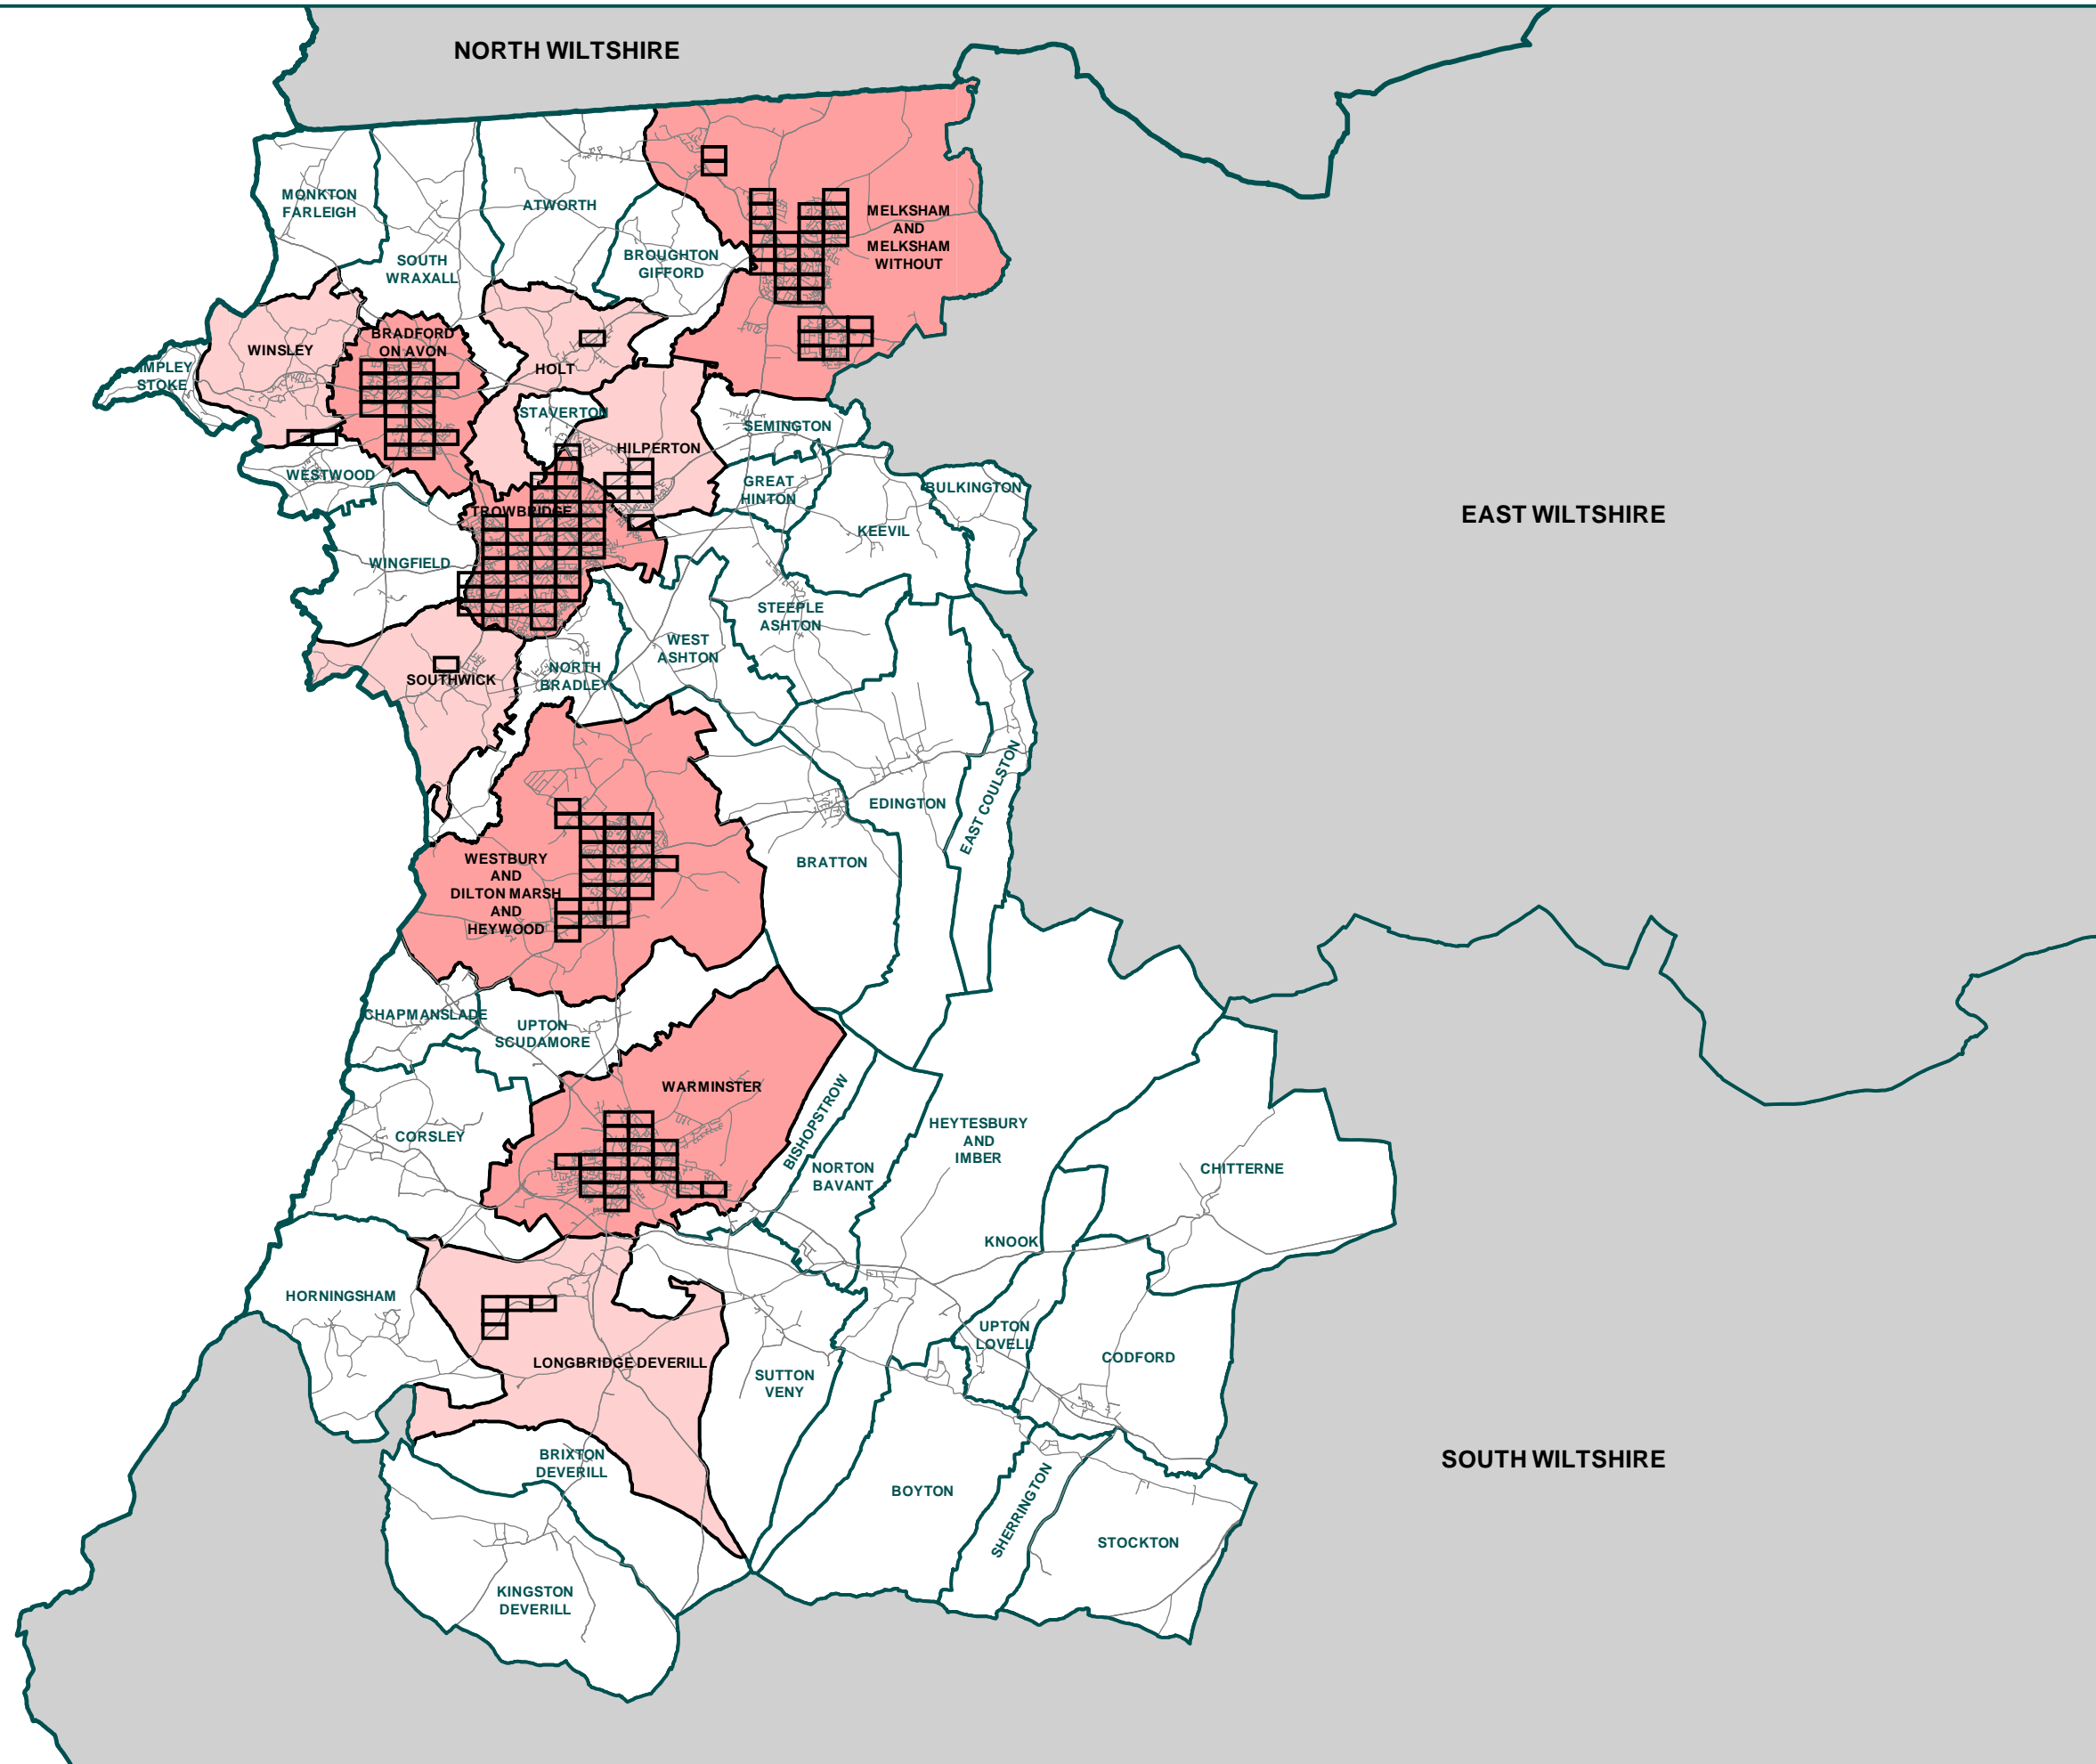 NORTH WILTSHIRE
MONKTON
FARLEIGH
ATWORTH
MELKSHAM
AND
MELKSHAM
WITHOUT
SOUTH
WRAXALL
BROUGHTON
GIFFORD
BRADFORD
ON AVON
WINSLEY
HOLT
IMPLEY
STOKE
STAVERTON
SEMINGTON
HILPERTON
WESTWOOD
GREAT
HINTON
BULKINGTON
TROWBRIDGE
EAST WILTSHIRE
KEEVIL
WINGFIELD
STEEPLE
ASHTON
WEST
ASHTON
NORTH
BRADLEY
SOUTHWICK
EDINGTON
EAST COULSTON
BRATTON
WESTBURY
AND
DILTON MARSH
AND
HEYWOOD
CHAPMANSLADE
UPTON
SCUDAMORE
WARMINSTER
BISHOPSTROW
CORSLEY
HEYTESBURY
AND
IMBER
NORTON
BAVANT
CHITTERNE
KNOOK
HORNINGSHAM
UPTON
LOVELL
LONGBRIDGE DEVERILL
CODFORD
SUTTON
VENY
BRIXTON
DEVERILL
SOUTH WILTSHIRE
BOYTON
SHERRINGTON
STOCKTON
KINGSTON
DEVERILL